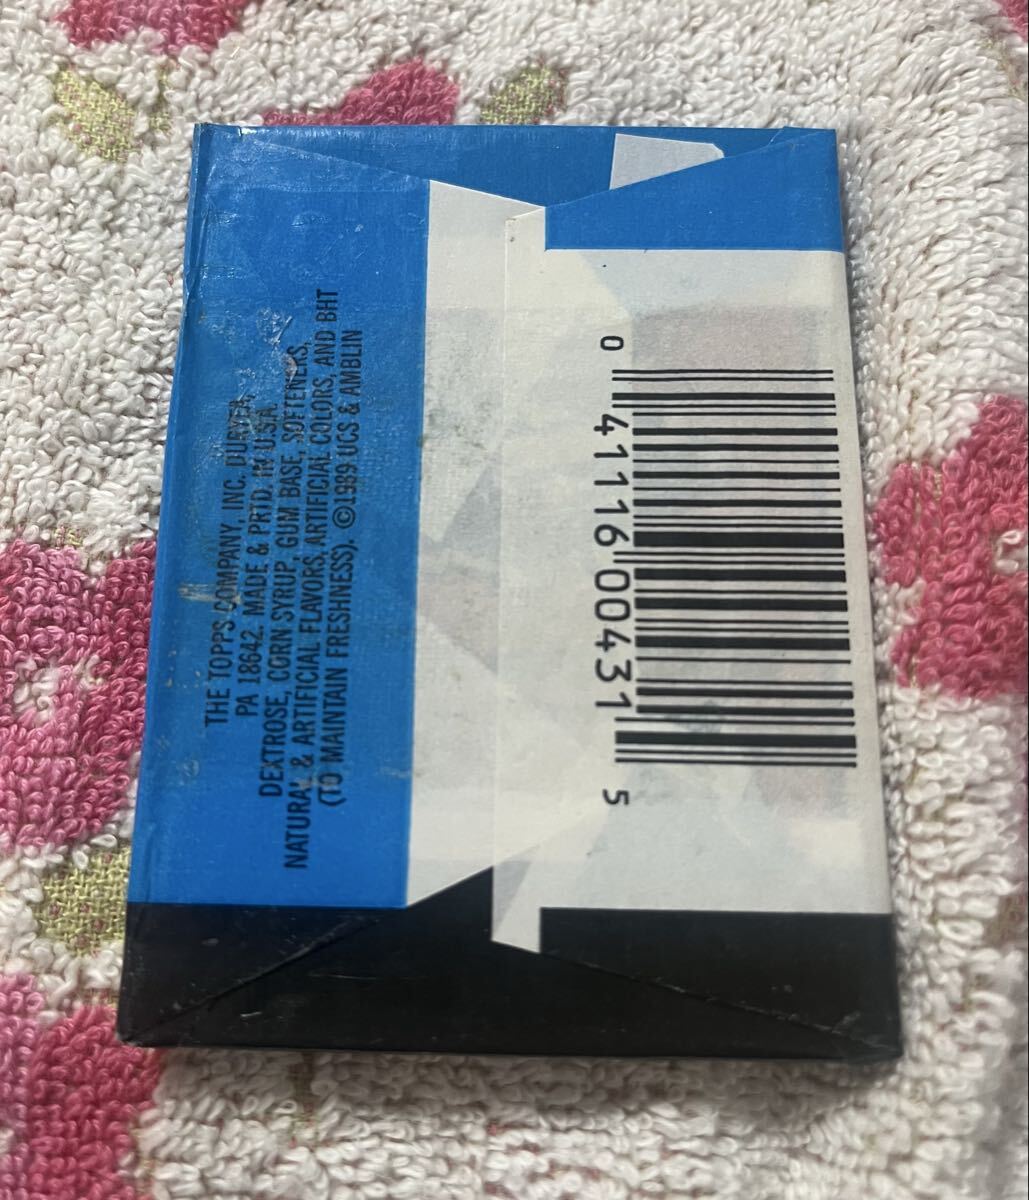 THE TOPPS COMPANY, INC. DURYEA,
PA 18642. MADE & PRTD. IN U.S.A.
DEXTROSE, CORN SYRUP, GUM BASE, SOFTENERS,
NATURAL & ARTIFICIAL FLAVORS, ARTIFICIAL COLORS, AND BHT
(TO MAINTAIN FRESHNESS). ©1989 UCS & AMBLIN
0 41116 00431 5